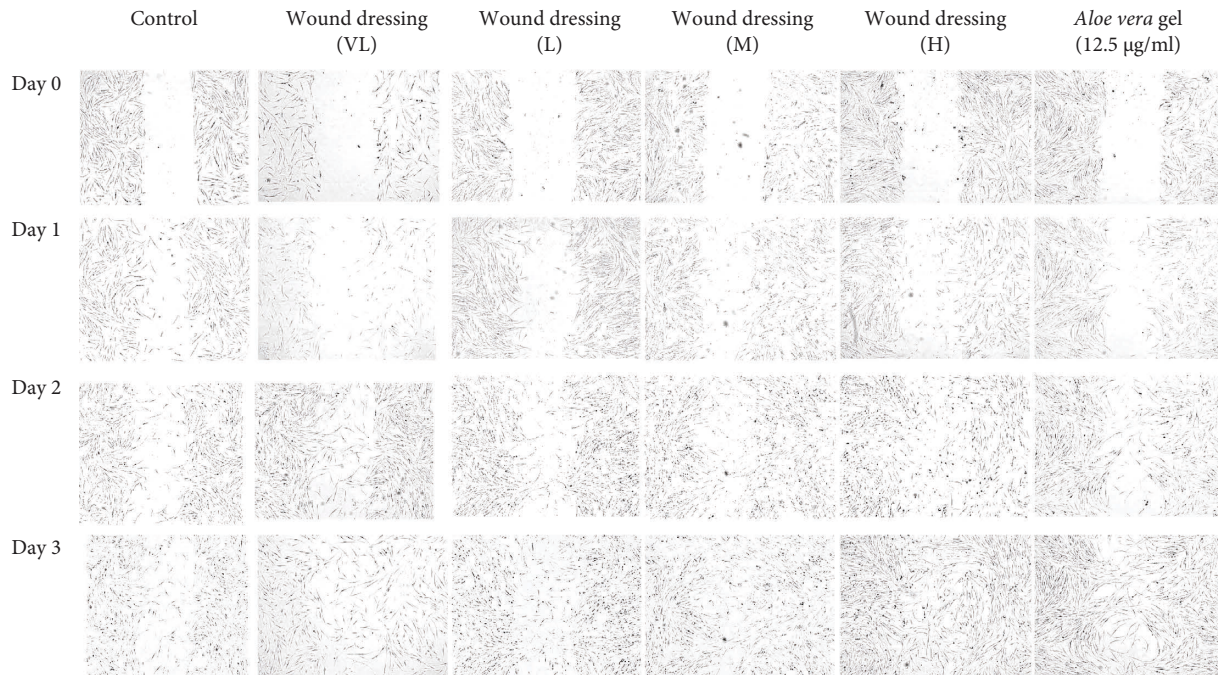 Control
Wound dressing
(VL)
Wound dressing
(L)
Wound dressing
(M)
Wound dressing
(H)
Aloe vera gel
(12.5 µg/ml)
Day 0
Day 1
Day 2
Day 3